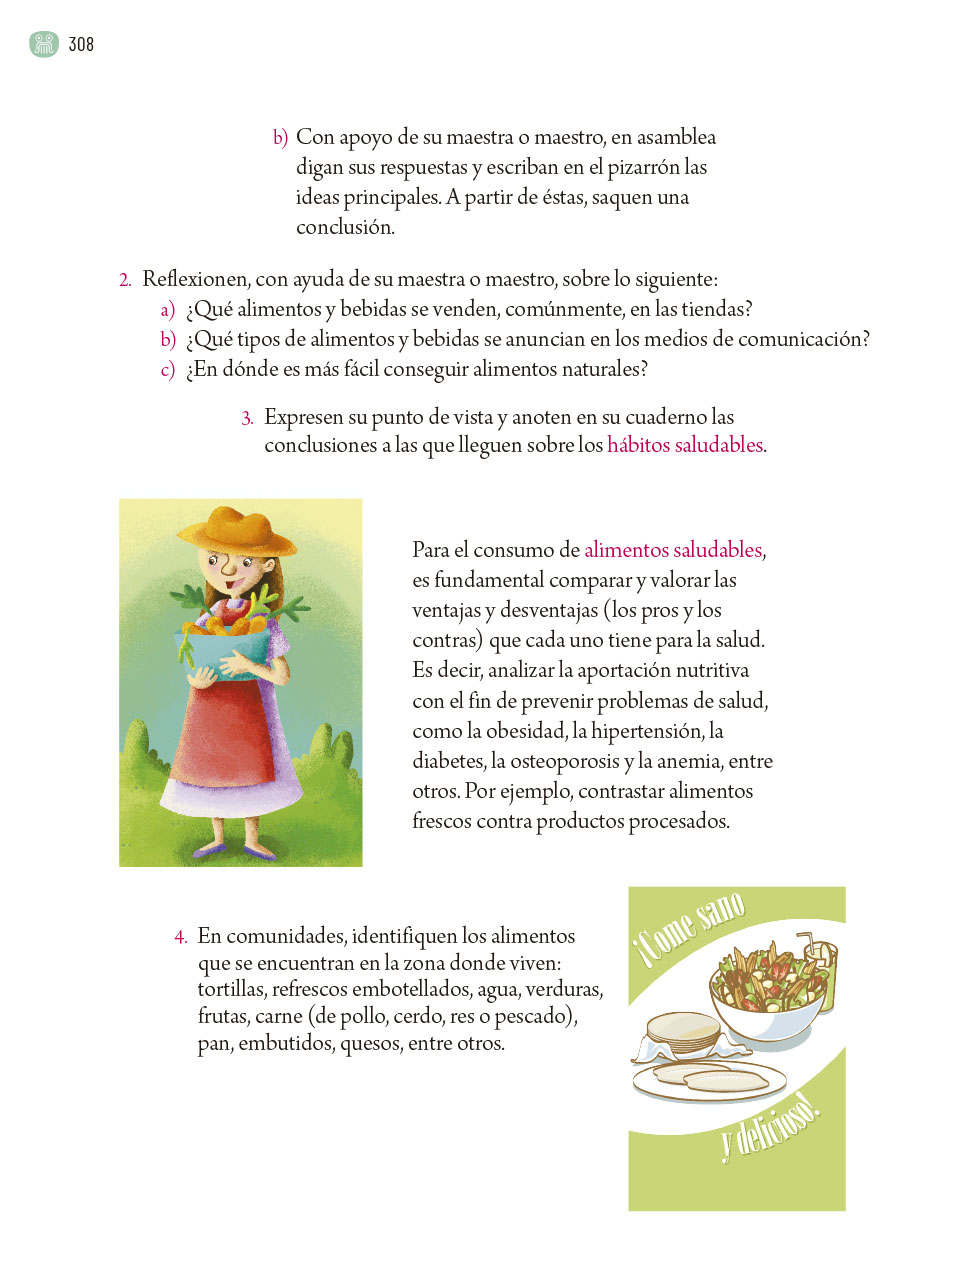 308
b) Con apoyo de su maestra o maestro, en asamblea
digan sus respuestas y escriban en el pizarrón las
ideas principales. A partir de éstas, saquen una
conclusión.
2. Reflexionen, con ayuda de su maestra o maestro, sobre lo siguiente:
a) ¿Qué alimentos y bebidas se venden, comúnmente, en las tiendas?
b) ¿Qué tipos de alimentos y bebidas se anuncian en los medios de comunicación?
c) ¿En dónde es más fácil conseguir alimentos naturales?
3. Expresen su punto de vista y anoten en su cuaderno las
conclusiones a las que lleguen sobre los hábitos saludables.
Para el consumo de alimentos saludables,
es fundamental comparar y valorar las
ventajas y desventajas (los pros y los
contras) que cada uno tiene para la salud.
Es decir, analizar la aportación nutritiva
con el fin de prevenir problemas de salud,
como la obesidad, la hipertensión, la
diabetes, la osteoporosis y la anemia, entre
otros. Por ejemplo, contrastar alimentos
frescos contra productos procesados.
4. En comunidades, identifiquen los alimentos
que se encuentran en la zona donde viven:
tortillas, refrescos embotellados, agua, verduras,
frutas, carne (de pollo, cerdo, res o pescado),
pan, embutidos, quesos, entre otros.
¡Come sano
y delicioso!